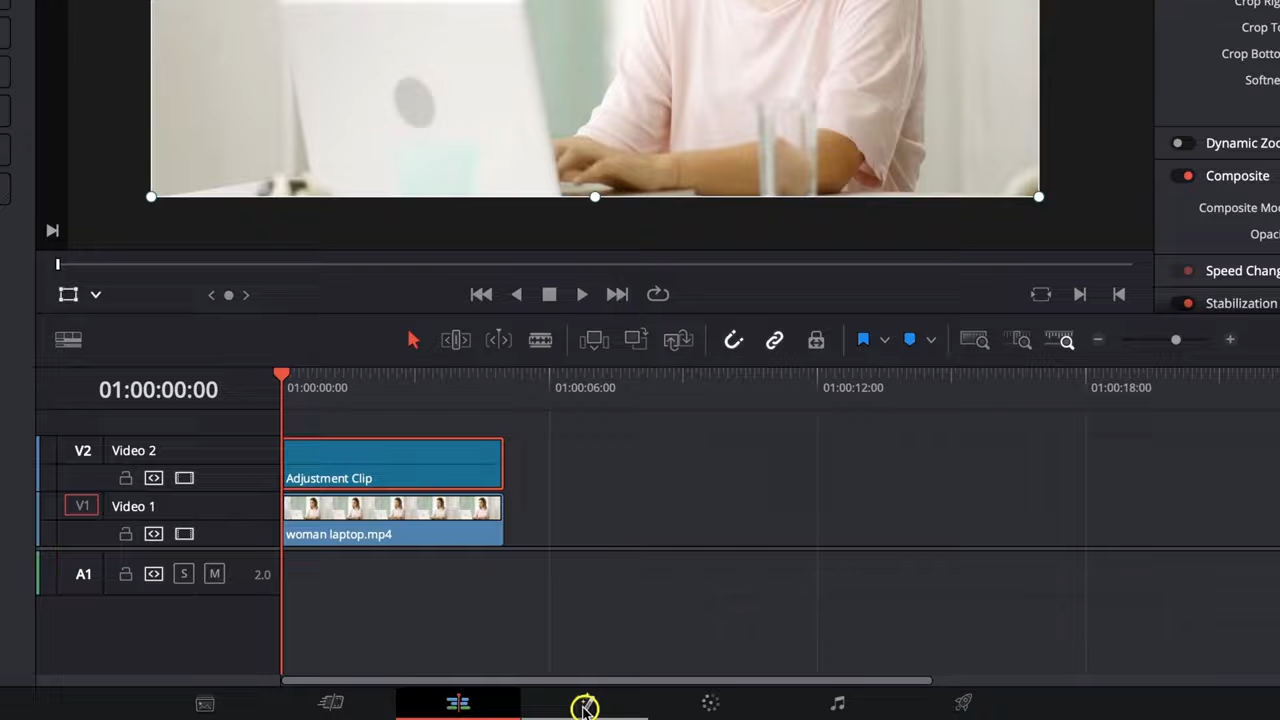 Crop Rig
Crop To
Crop Botto
Softne
Dynamic Zoo
Composite
Composite Mod
Opaci
Speed Chang
Stabilization
01:00:00:00
01:00:00:00
01:00:06:00
01:00:12:00
01:00:18:00
V2 Video 2
Adjustment Clip
V1 Video 1
woman laptop.mp4
A1 S M 2.0